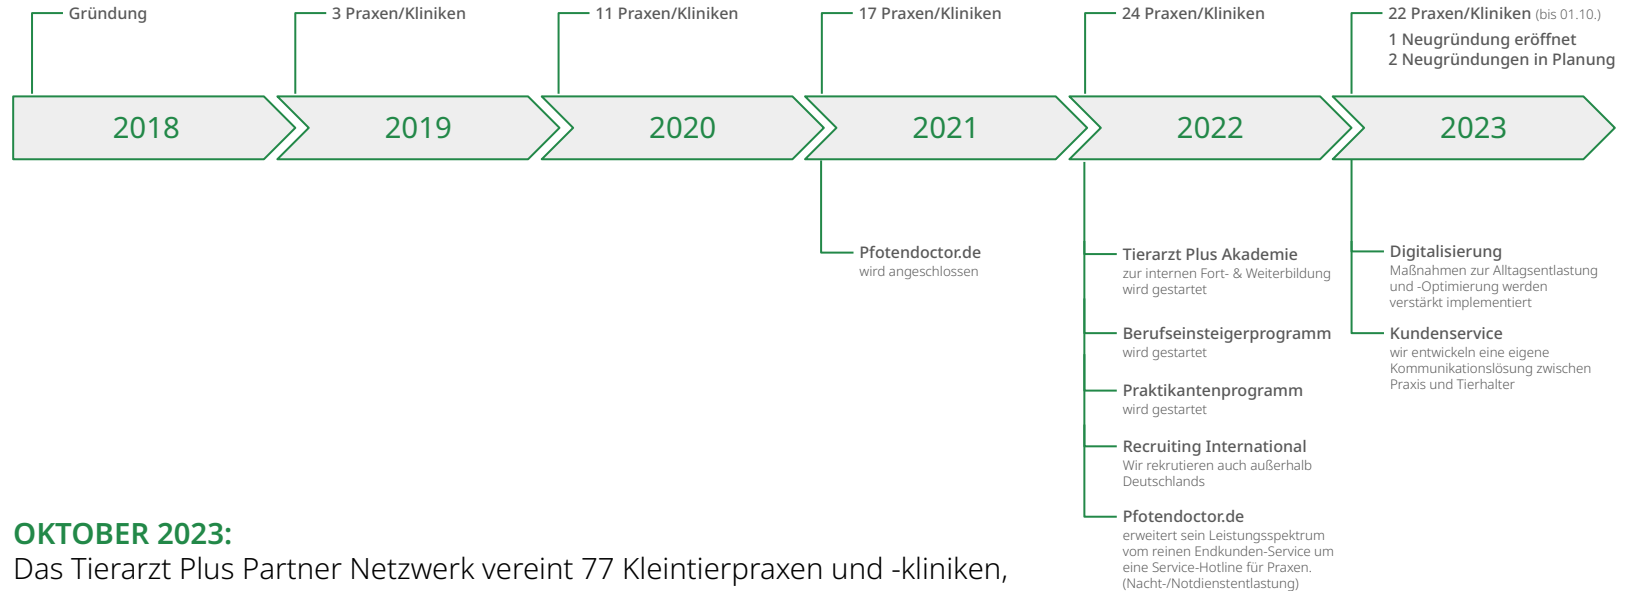 Gründung
3 Praxen/Kliniken
11 Praxen/Kliniken
17 Praxen/Kliniken
24 Praxen/Kliniken
22 Praxen/Kliniken (bis 01.10.)
1 Neugründung eröffnet
2 Neugründungen in Planung
2018
2019
2020
2021
2022
2023
Pfotendoctor.de
wird angeschlossen
Tierarzt Plus Akademie
zur internen Fort- & Weiterbildung
wird gestartet
Berufseinsteigerprogramm
wird gestartet
Praktikantenprogramm
wird gestartet
Recruiting International
Wir rekrutieren auch außerhalb
Deutschlands
Pfotendoctor.de
erweitert sein Leistungsspektrum
vom reinen Endkunden-Service um
eine Service-Hotline für Praxen.
(Nacht-/Notdienstentlastung)
Digitalisierung
Maßnahmen zur Alltagsentlastung
und -Optimierung werden
verstärkt implementiert
Kundenservice
wir entwickeln eine eigene
Kommunikationslösung zwischen
Praxis und Tierhalter
OKTOBER 2023:
Das Tierarzt Plus Partner Netzwerk vereint 77 Kleintierpraxen und -kliniken,